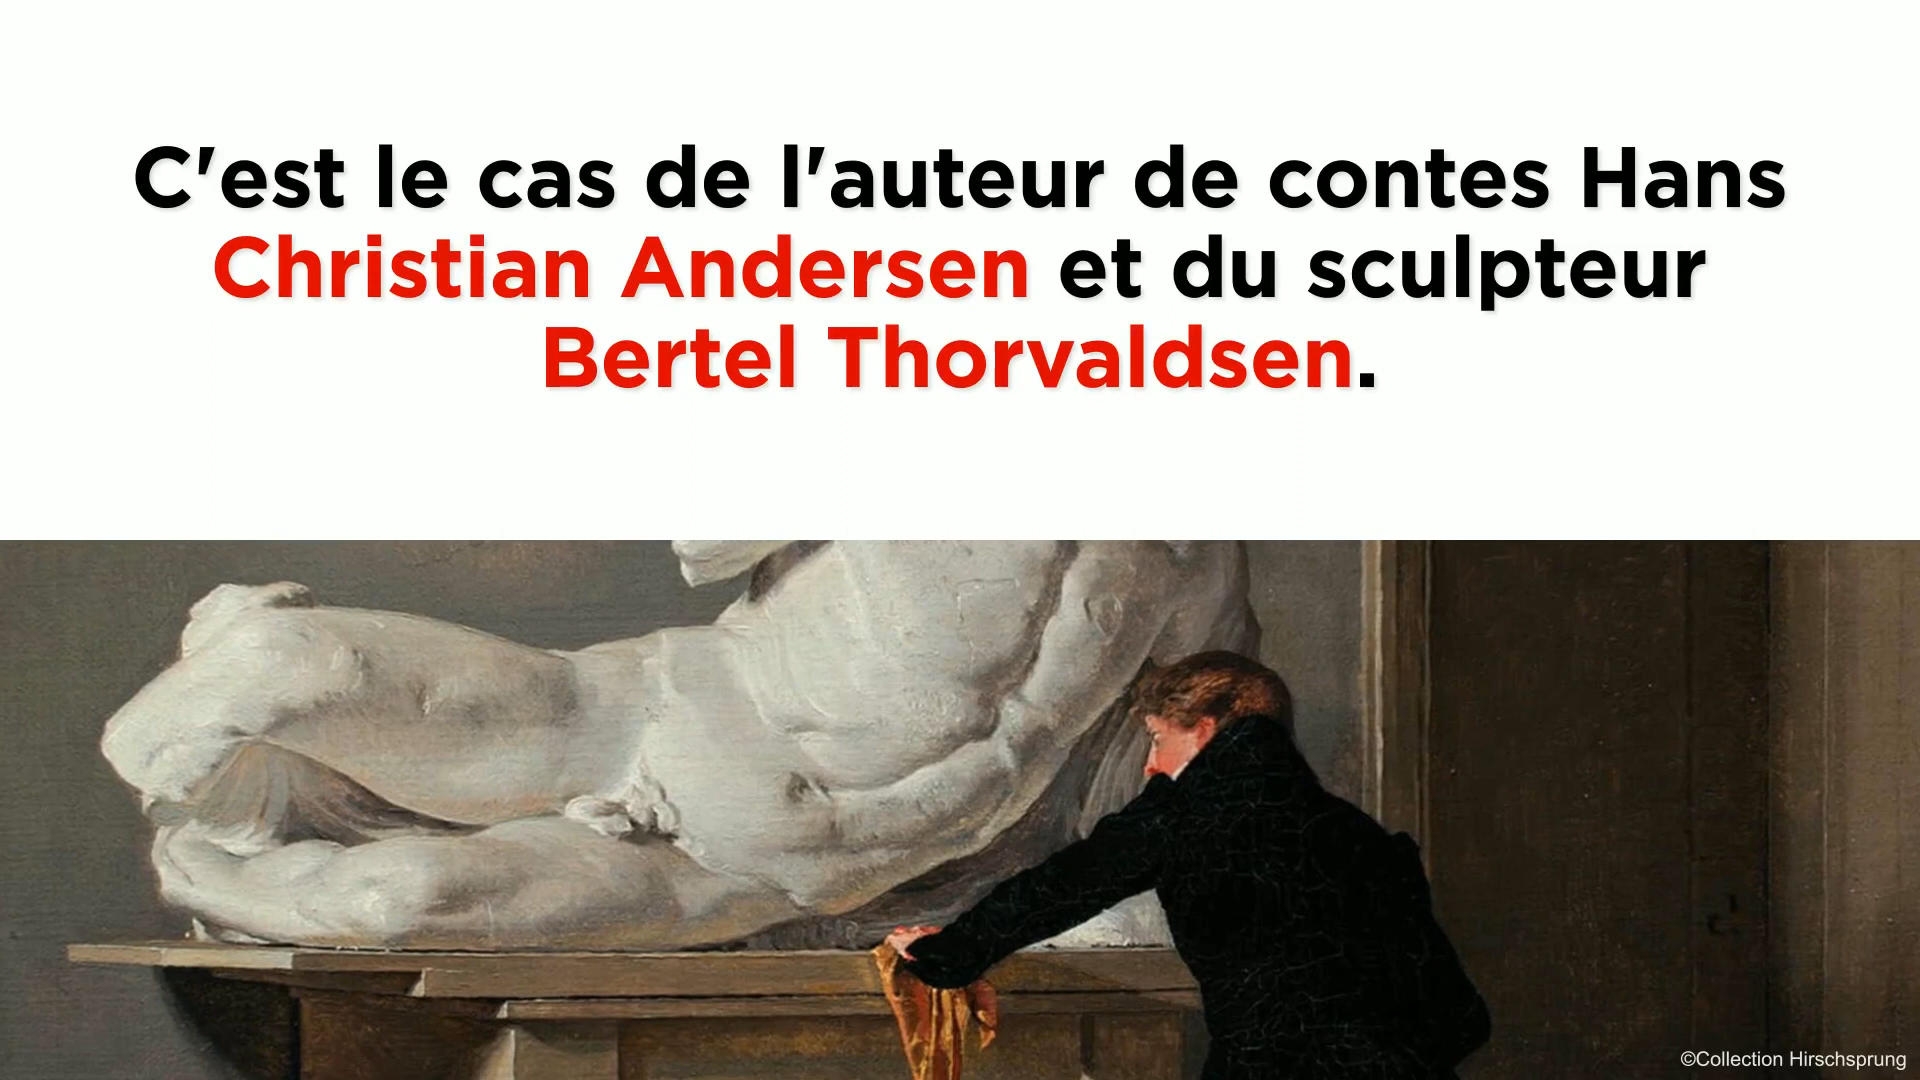 C'est le cas de l'auteur de contes Hans
Christian Andersen et du sculpteur
Bertel Thorvaldsen.
©Collection Hirschsprung